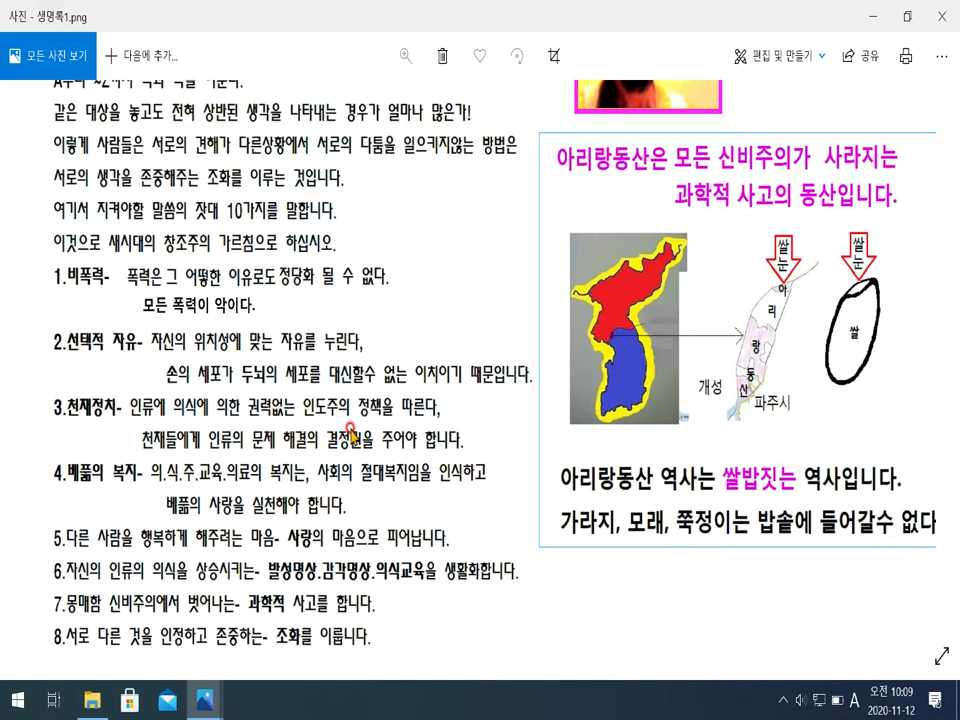 사진 - 생명록1.png
모든 사진 보기
다음에 추가...
편집 및 만들기
공유
같은 대상을 놓고도 전혀 상반된 생각을 나타내는 경우가 얼마나 많은가!
이렇게 사람들은 서로의 견해가 다른상황에서 서로의 다툼을 일으키지않는 방법은
서로의 생각을 존중해주는 조화를 이루는 것입니다.
여기서 지켜야할 말씀의 잣대 10가지를 말합니다.
이것으로 새시대의 창조주의 가르침으로 하십시오.
1.비폭력- 폭력은 그 어떠한 이유로도 정당화 될 수 없다.
모든 폭력이 악이다.
2.선택적 자유- 자신의 위치성에 맞는 자유를 누린다,
손의 세포가 두뇌의 세포를 대신할수 없는 이치이기 때문입니다.
3.천재정치- 인류에 의식에 의한 권력없는 인도주의 정책을 따른다,
천재들에게 인류의 문제 해결의 결정권을 주어야 합니다.
4.베품의 복지- 의.식.주.교육.의료의 복지는, 사회의 절대복지임을 인식하고
베품의 사랑을 실천해야 합니다.
5.다른 사람을 행복하게 해주려는 마음- 사랑의 마음으로 피어납니다.
6.자신의 인류의 의식을 상승시키는- 발성명상.감각명상.의식교육을 생활화합니다.
7.몽매함 신비주의에서 벗어나는- 과학적 사고를 합니다.
8.서로 다른 것을 인정하고 존중하는- 조화를 이룹니다.
아리랑동산은 모든 신비주의가 사라지는
과학적 사고의 동산입니다.
쌀눈
쌀눈
아
리
랑
동
산
쌀
개성
파주시
아리랑동산 역사는 쌀밥짓는 역사입니다.
가라지, 모래, 쭉정이는 밥솥에 들어갈수 없다
A
오전 10:09
2020-11-12